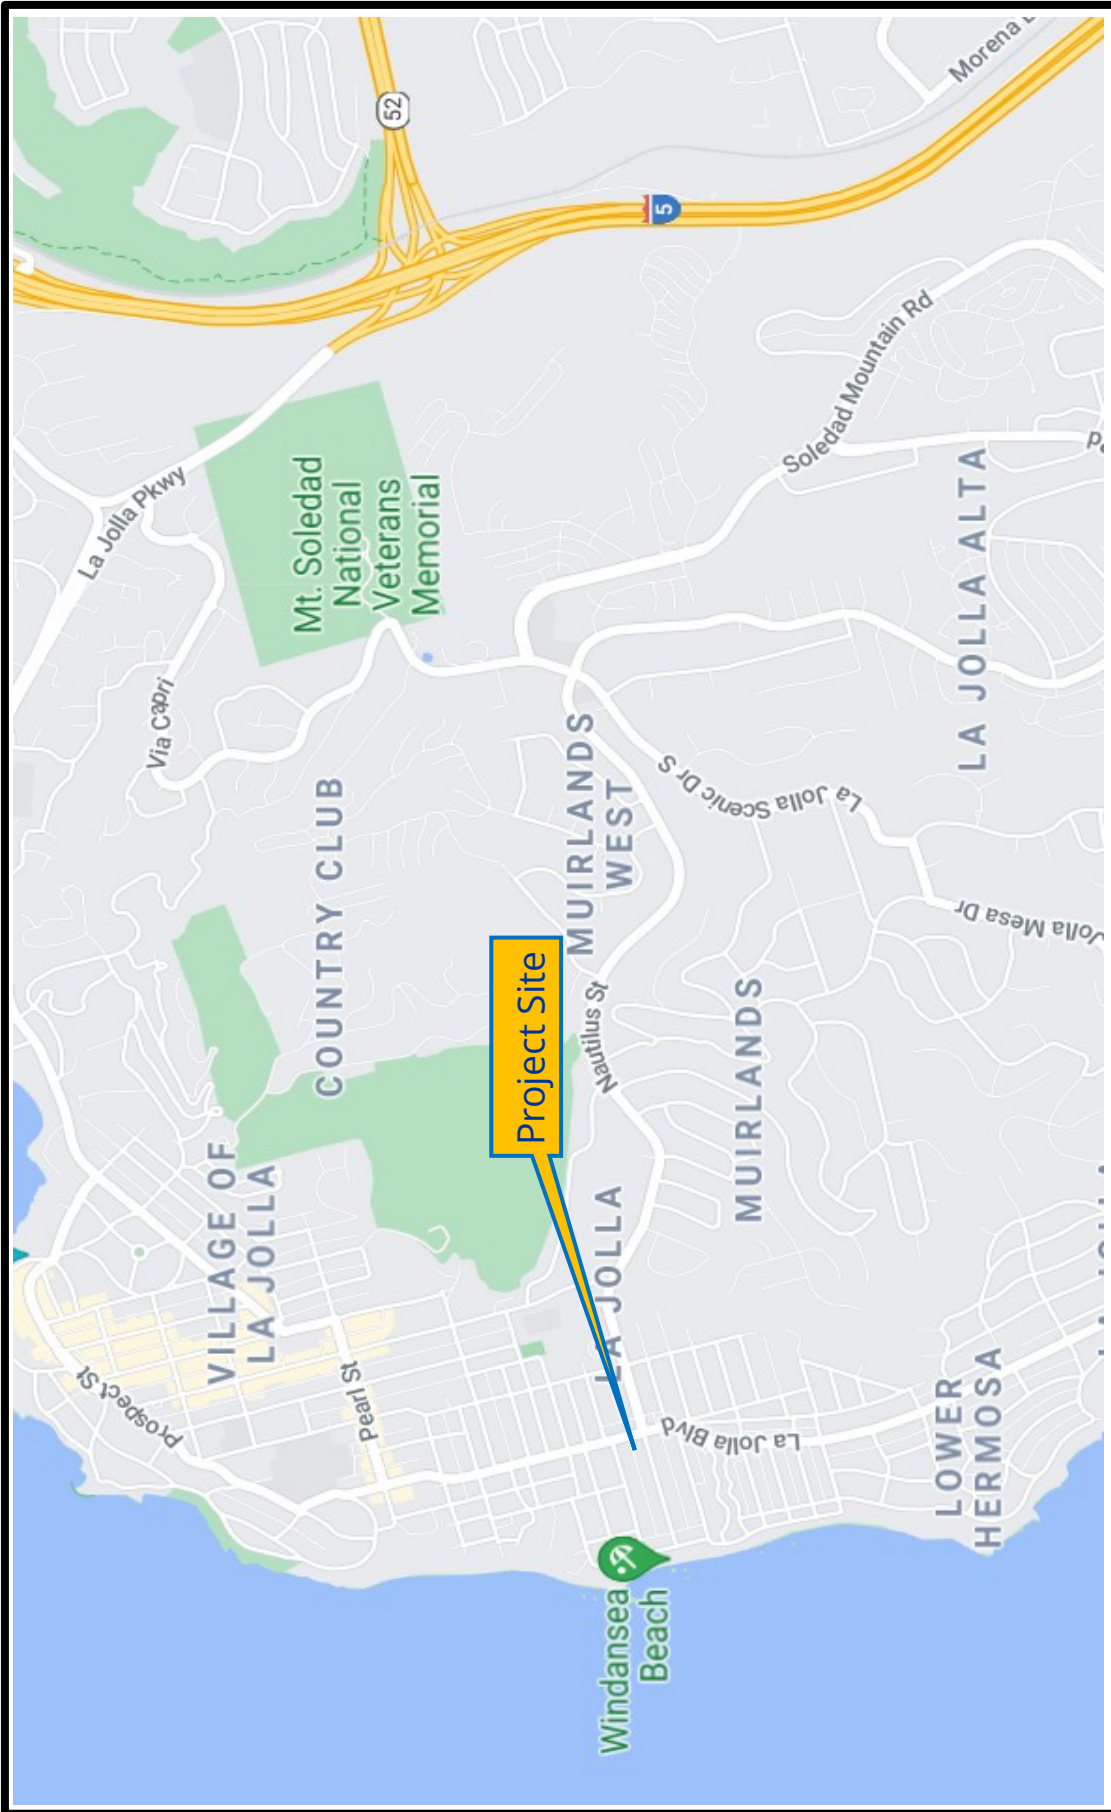 Prospect St
La Jolla Pkwy
Via Capri
VILLAGE OF
LA JOLLA
COUNTRY CLUB
Mt. Soledad
National
Veterans
Memorial
52
Pearl St
Project Site
Windansea
Beach
LA JOLLA
Nautilus St
MUIRLANDS
WEST
5
La Jolla Blvd
MUIRLANDS
La Jolla Scenic Dr S
Soledad Mountain Rd
LOWER
HERMOSA
Jolla Mesa Dr
LA JOLLA ALTA
Morena